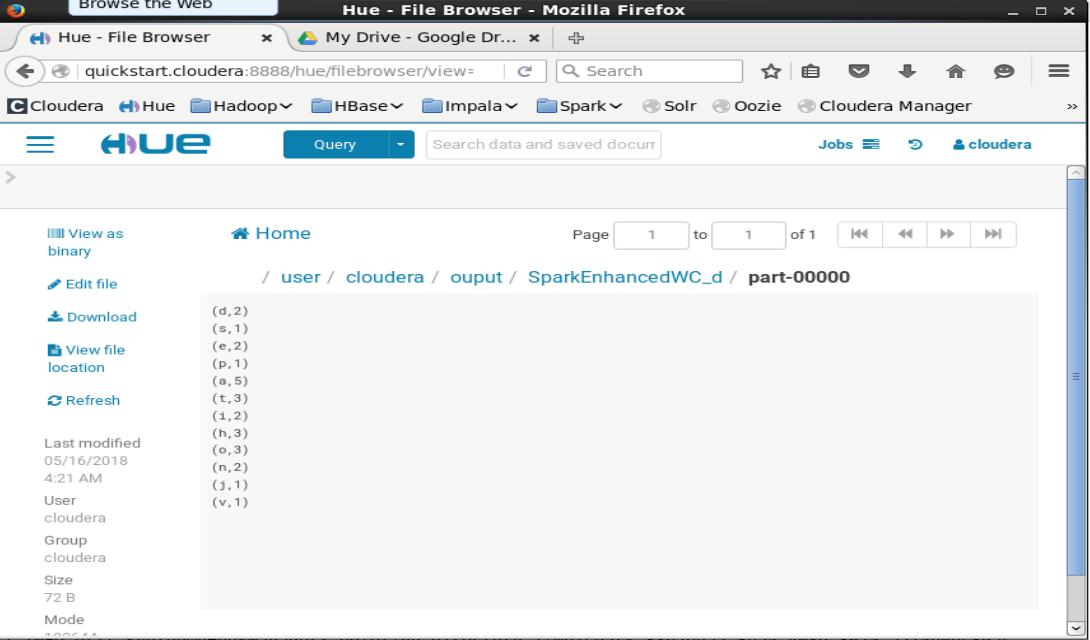 Browse the Web
Hue - File Browser - Mozilla Firefox
Hue - File Browser
My Drive - Google Dr...
quickstart.cloudera:8888/hue/filebrowser/view=
Search
Cloudera Hue Hadoop HBase Impala Spark Solr Oozie Cloudera Manager »
HUE Query Search data and saved docum Jobs cloudera
View as
binary
Edit file
Download
View file
location
Refresh
Last modified
05/16/2018
4:21 AM
User
cloudera
Group
cloudera
Size
72 B
Mode
Home
Page 1 to 1 of 1
/ user / cloudera / ouput / SparkEnhancedWC_d / part-00000
(d,2)
(s,1)
(e,2)
(p,1)
(a,5)
(t,3)
(i,2)
(h,3)
(o,3)
(n,2)
(j,1)
(v,1)